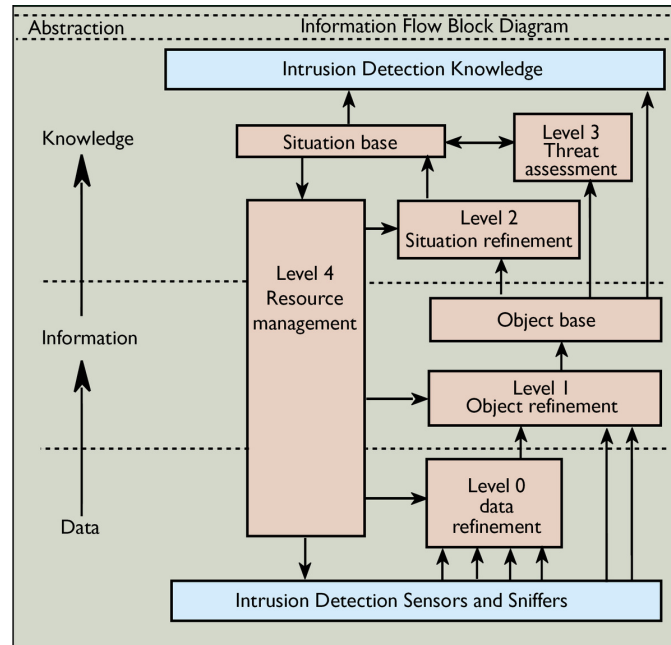 Abstraction
Information Flow Block Diagram
Intrusion Detection Knowledge
Knowledge
Situation base
Level 3
Threat
assessment
Level 2
Situation refinement
Level 4
Resource
management
Information
Object base
Level 1
Object refinement
Level 0
data
refinement
Data
Intrusion Detection Sensors and Sniffers